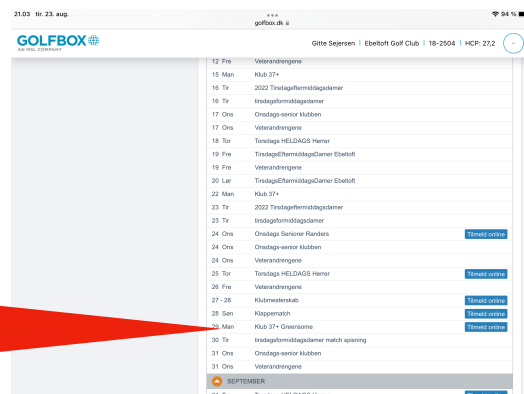 21.03 tir. 23. aug.
golfbox.dk
94 %
GOLFBOX
AN MSL COMPANY
Gitte Sejersen | Ebeltoft Golf Club | 18-2504 | HCP: 27,2
12 Fre Veterandrengene
15 Man Klub 37+
16 Tir 2022 Tirsdageftermiddagsdamer
16 Tir tirsdagsformiddagsdamer
17 Ons Onsdags-senior klubben
17 Ons Veterandrengene
18 Tor Torsdags HELDAGS Herrer
19 Fre TirsdagsEftermiddagsDamer Ebeltoft
19 Fre Veterandrengene
20 Lør TirsdagsEftermiddagsDamer Ebeltoft
22 Man Klub 37+
23 Tir 2022 Tirsdageftermiddagsdamer
23 Tir tirsdagsformiddagsdamer
24 Ons Onsdags Seniorer Randers Tilmeld online
24 Ons Onsdags-senior klubben
24 Ons Veterandrengene
25 Tor Torsdags HELDAGS Herrer Tilmeld online
26 Fre Veterandrengene
27 - 28 Klubmesterskab Tilmeld online
28 Søn Klappematch Tilmeld online
29 Man Klub 37+ Greensome Tilmeld online
30 Tir tirsdagsformiddagsdamer match spisning
31 Ons Onsdags-senior klubben
31 Ons Veterandrengene
SEPTEMBER